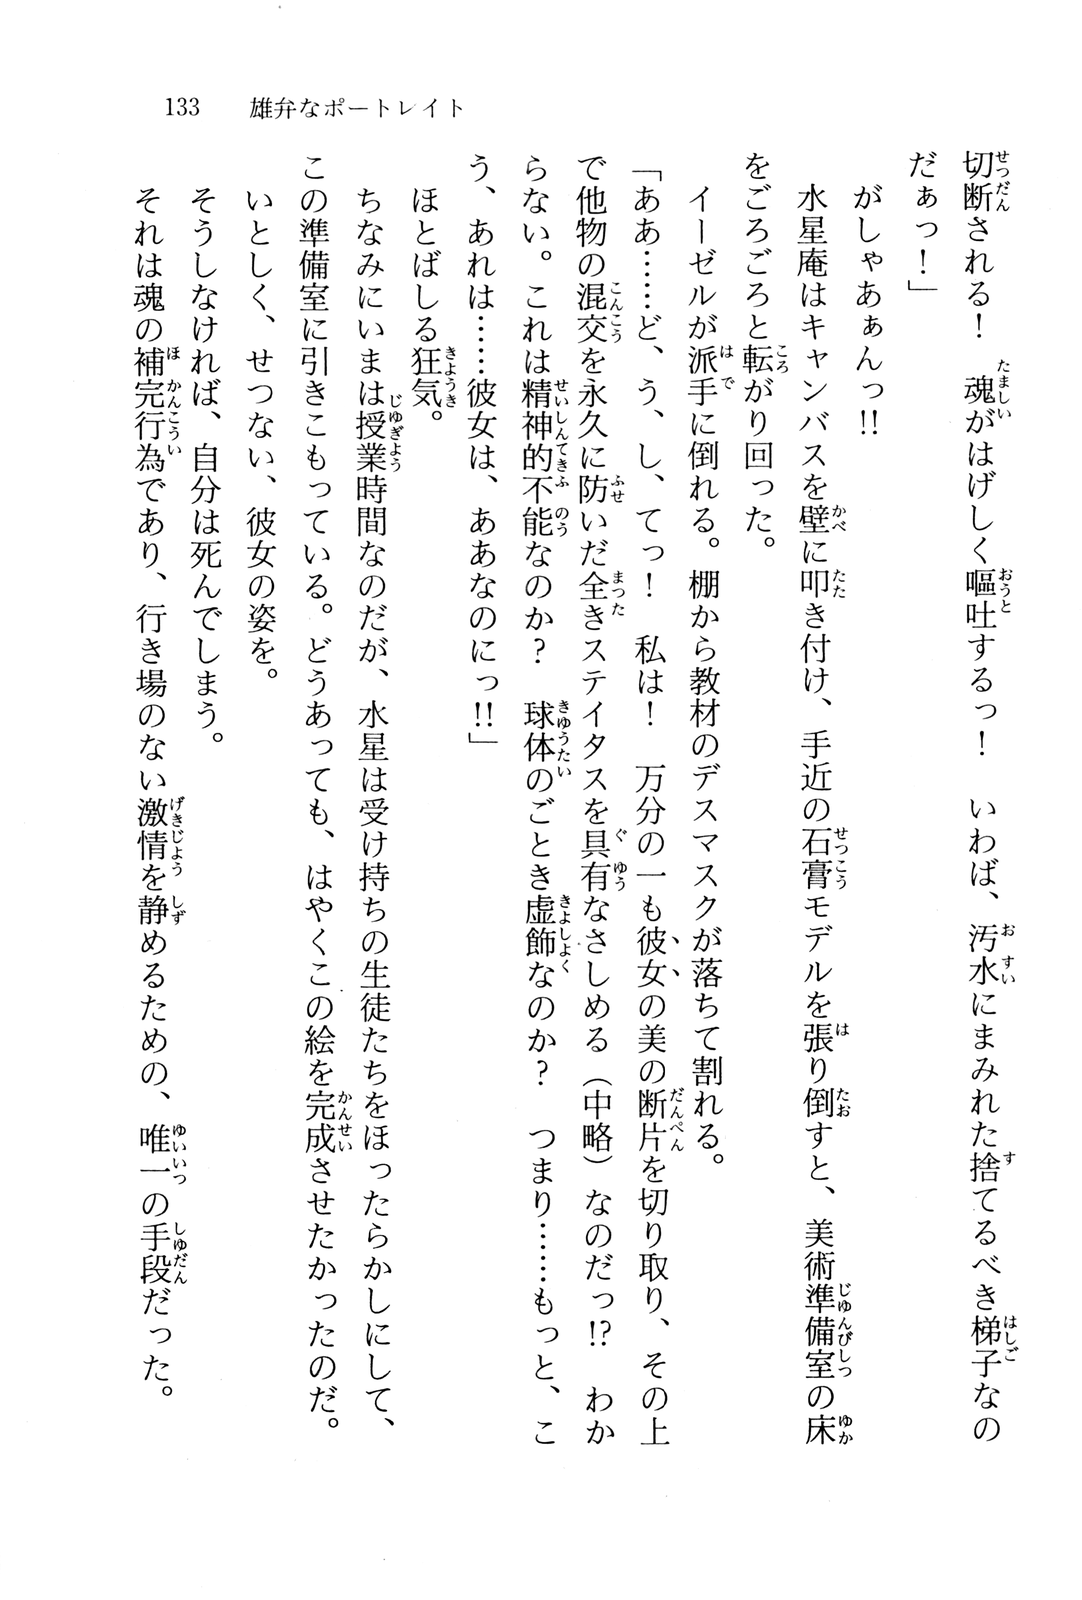 133　雄弁なポートレイト
切断される！　魂がはげしく嘔吐するっ！　いわば、汚水にまみれた捨てるべき梯子なの
だぁっ！」
　がしゃあぁんっ!!
　水星庵はキャンバスを壁に叩き付け、手近の石膏モデルを張り倒すと、美術準備室の床
をごろごろと転がり回った。
　イーゼルが派手に倒れる。棚から教材のデスマスクが落ちて割れる。
「ああ……ど、う、し、てっ！　私は！　万分の一も彼女の美の断片を切り取り、その上
で他物の混交を永久に防いだ全きステイタスを具有なさしめる（中略）なのだっ!?　わか
らない。これは精神的不能なのか？　球体のごとき虚飾なのか？　つまり……もっと、こ
う、あれは……彼女は、ああなのにっ!!」
　ほとばしる狂気。
　ちなみにいまは授業時間なのだが、水星は受け持ちの生徒たちをほったらかしにして、
この準備室に引きこもっている。どうあっても、はやくこの絵を完成させたかったのだ。
　いとしく、せつない、彼女の姿を。
　そうしなければ、自分は死んでしまう。
　それは魂の補完行為であり、行き場のない激情を静めるための、唯一の手段だった。